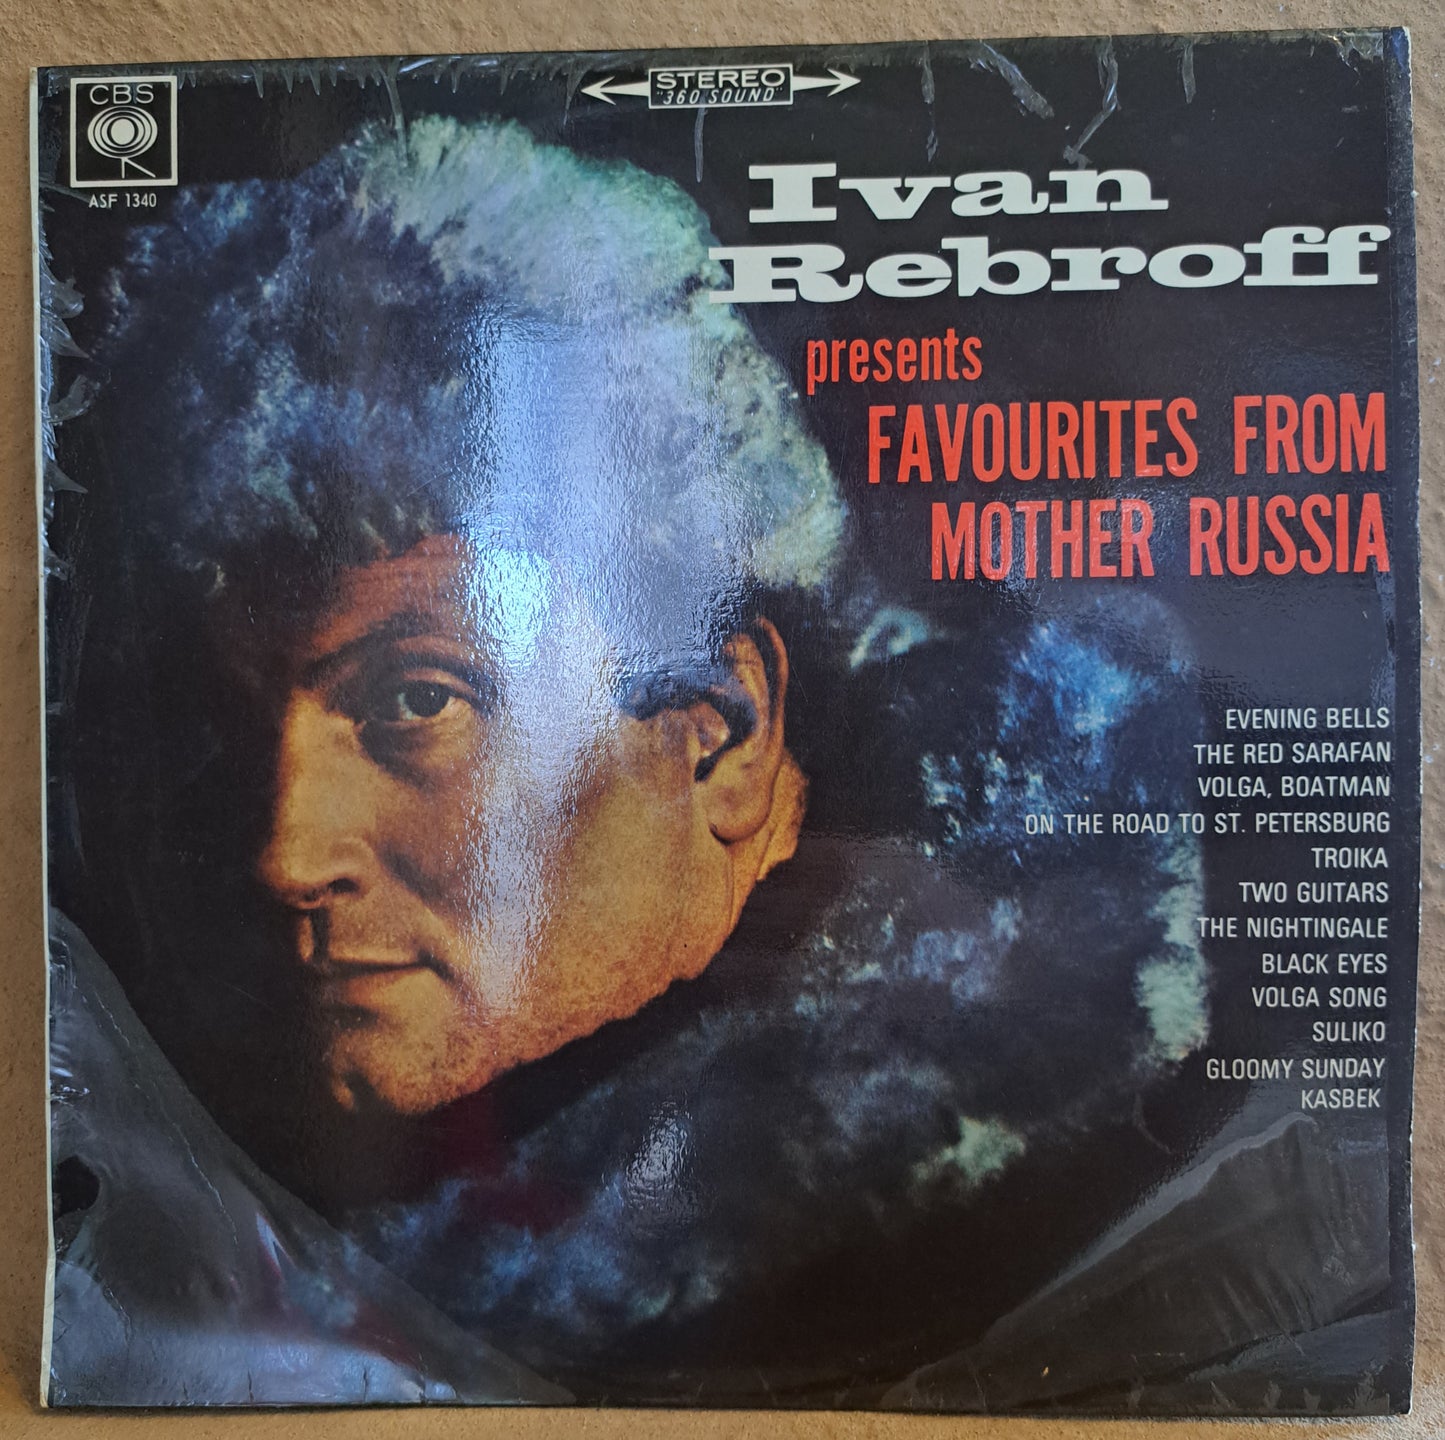 CBS
ASF 1340
STEREO
"360 SOUND"
Ivan
Rebroff
presents
FAVOURITES FROM
MOTHER RUSSIA
EVENING BELLS
THE RED SARAFAN
VOLGA, BOATMAN
ON THE ROAD TO ST. PETERSBURG
TROIKA
TWO GUITARS
THE NIGHTINGALE
BLACK EYES
VOLGA SONG
SULIKO
GLOOMY SUNDAY
KASBEK